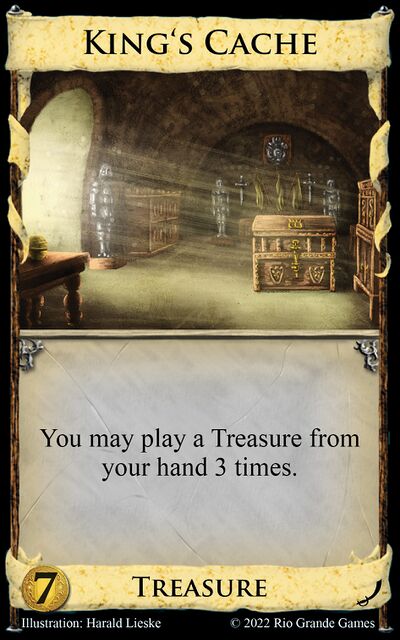 KING‘S CACHE
You may play a Treasure from
your hand 3 times.
7
TREASURE
Illustration: Harald Lieske
© 2022 Rio Grande Games